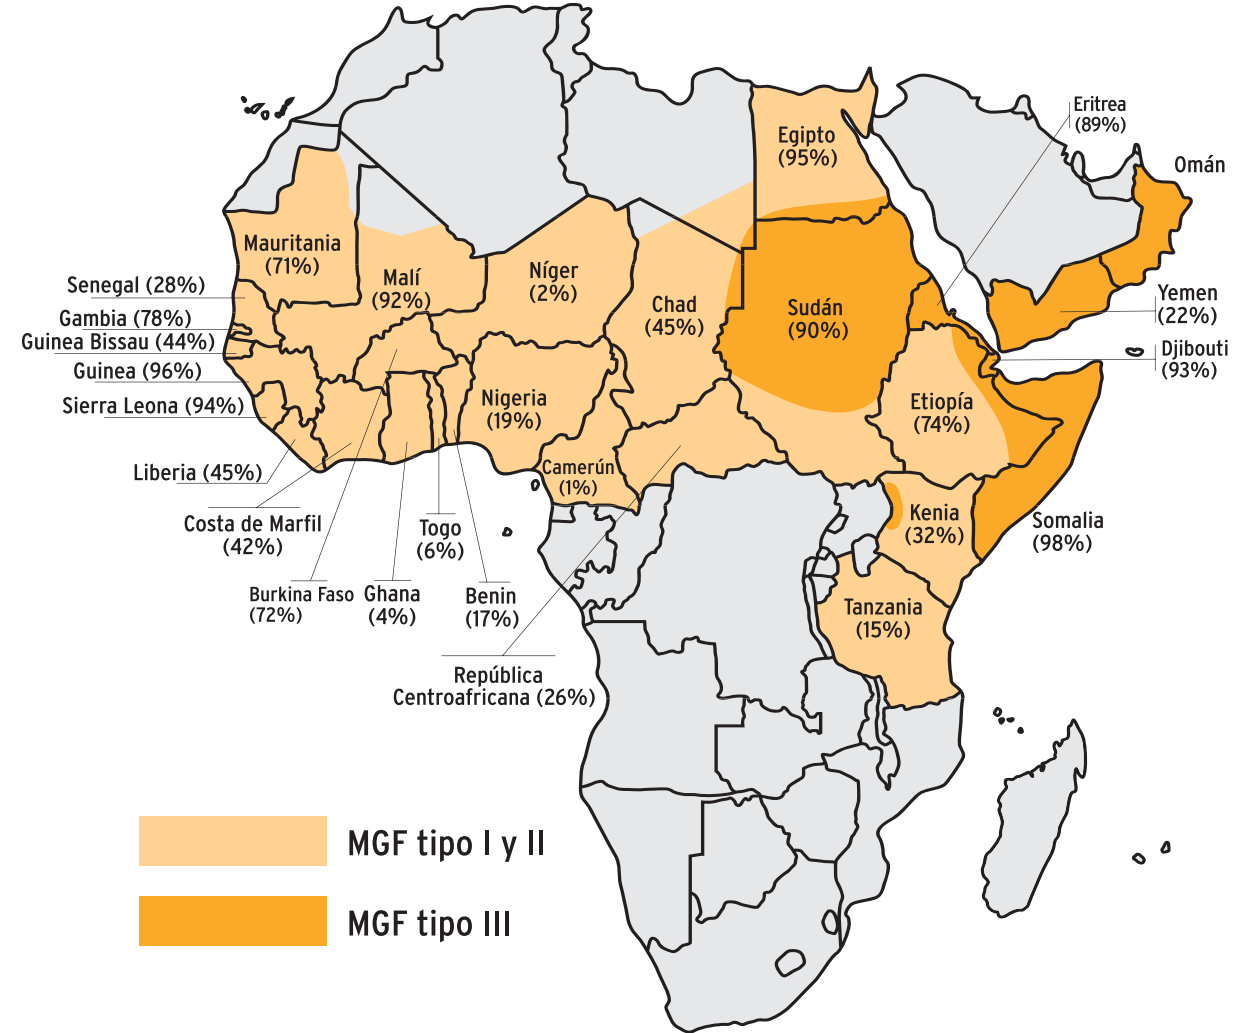 Eritrea
(89%)
Egipto
(95%)
Omán
Mauritania
(71%)
Malí
(92%)
Níger
(2%)
Chad
(45%)
Sudán
(90%)
Yemen
(22%)
Djibouti
(93%)
Senegal (28%)
Gambia (78%)
Guinea Bissau (44%)
Guinea (96%)
Sierra Leona (94%)
Liberia (45%)
Costa de Marfil
(42%)
Burkina Faso
(72%)
Ghana
(4%)
Togo
(6%)
Benin
(17%)
Nigeria
(19%)
Camerún
(1%)
República
Centroafricana (26%)
Etiopía
(74%)
Kenia
(32%)
Somalia
(98%)
Tanzania
(15%)
MGF tipo I y II
MGF tipo III